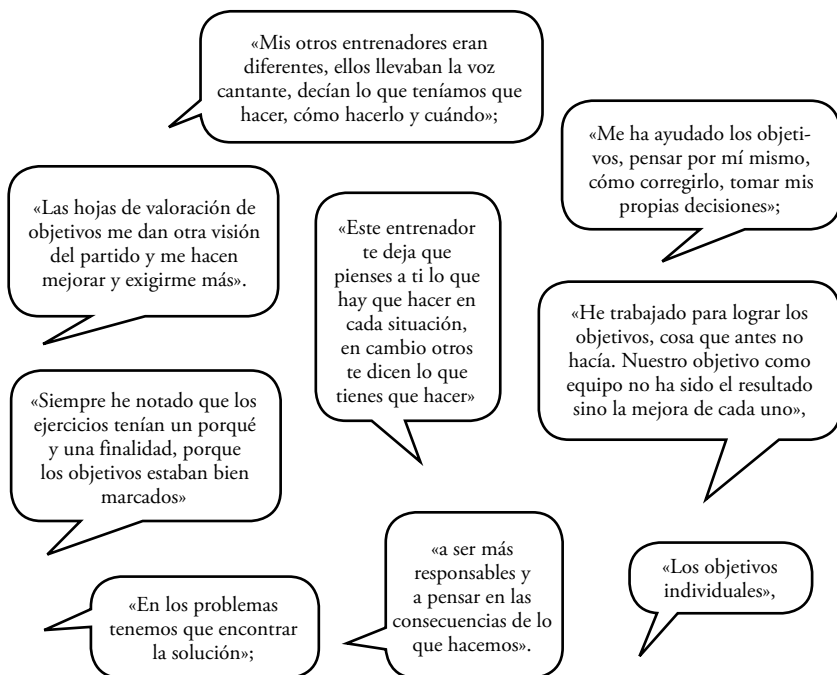 «Mis otros entrenadores eran
diferentes, ellos llevaban la voz
cantante, decían lo que teníamos que
hacer, cómo hacerlo y cuándo»;
«Me ha ayudado los objeti-
vos, pensar por mí mismo,
cómo corregirlo, tomar mis
propias decisiones»;
«Las hojas de valoración de
objetivos me dan otra visión
del partido y me hacen
mejorar y exigirme más».
«Este entrenador
te deja que
pienses a ti lo que
hay que hacer en
cada situación,
en cambio otros
te dicen lo que
tienes que hacer»
«He trabajado para lograr los
objetivos, cosa que antes no
hacía. Nuestro objetivo como
equipo no ha sido el resultado
sino la mejora de cada uno»,
«Siempre he notado que los
ejercicios tenían un porqué
y una finalidad, porque
los objetivos estaban bien
marcados»
«a ser más
responsables y
a pensar en las
consecuencias de lo
que hacemos».
«Los objetivos
individuales»,
«En los problemas
tenemos que encontrar
la solución»;